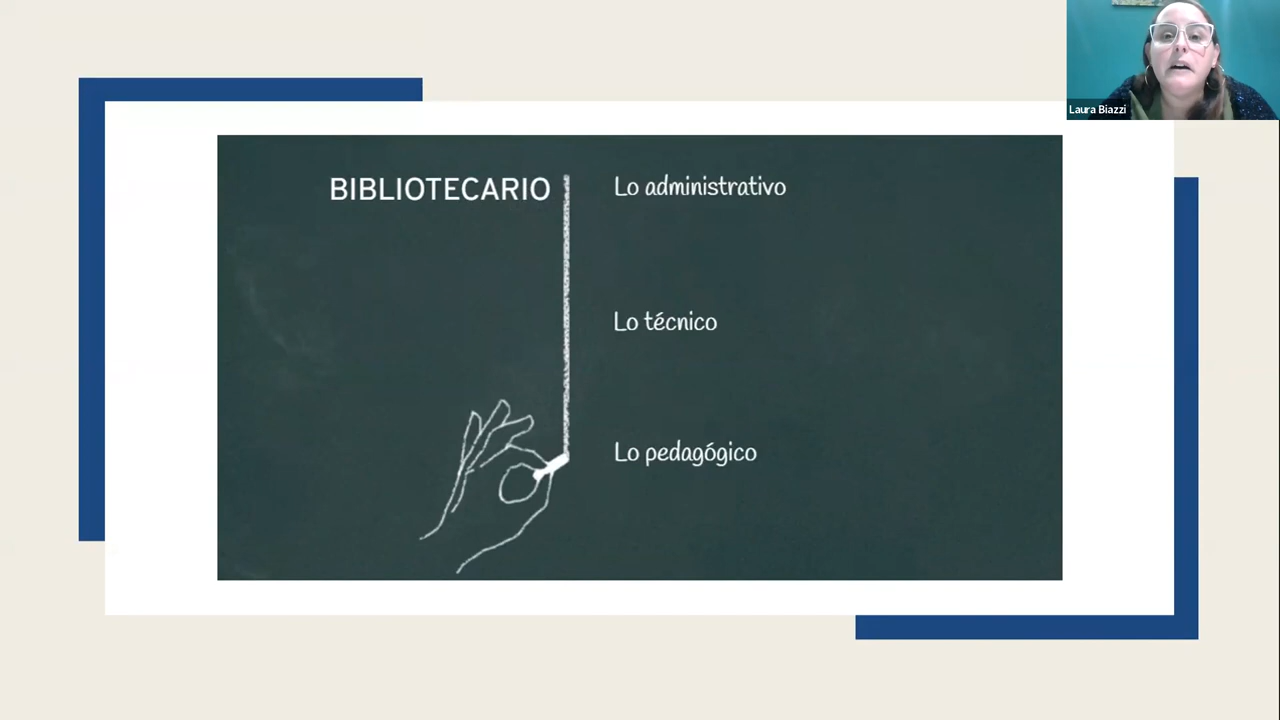 Laura Biazzi
BIBLIOTECARIO
Lo administrativo
Lo técnico
Lo pedagógico